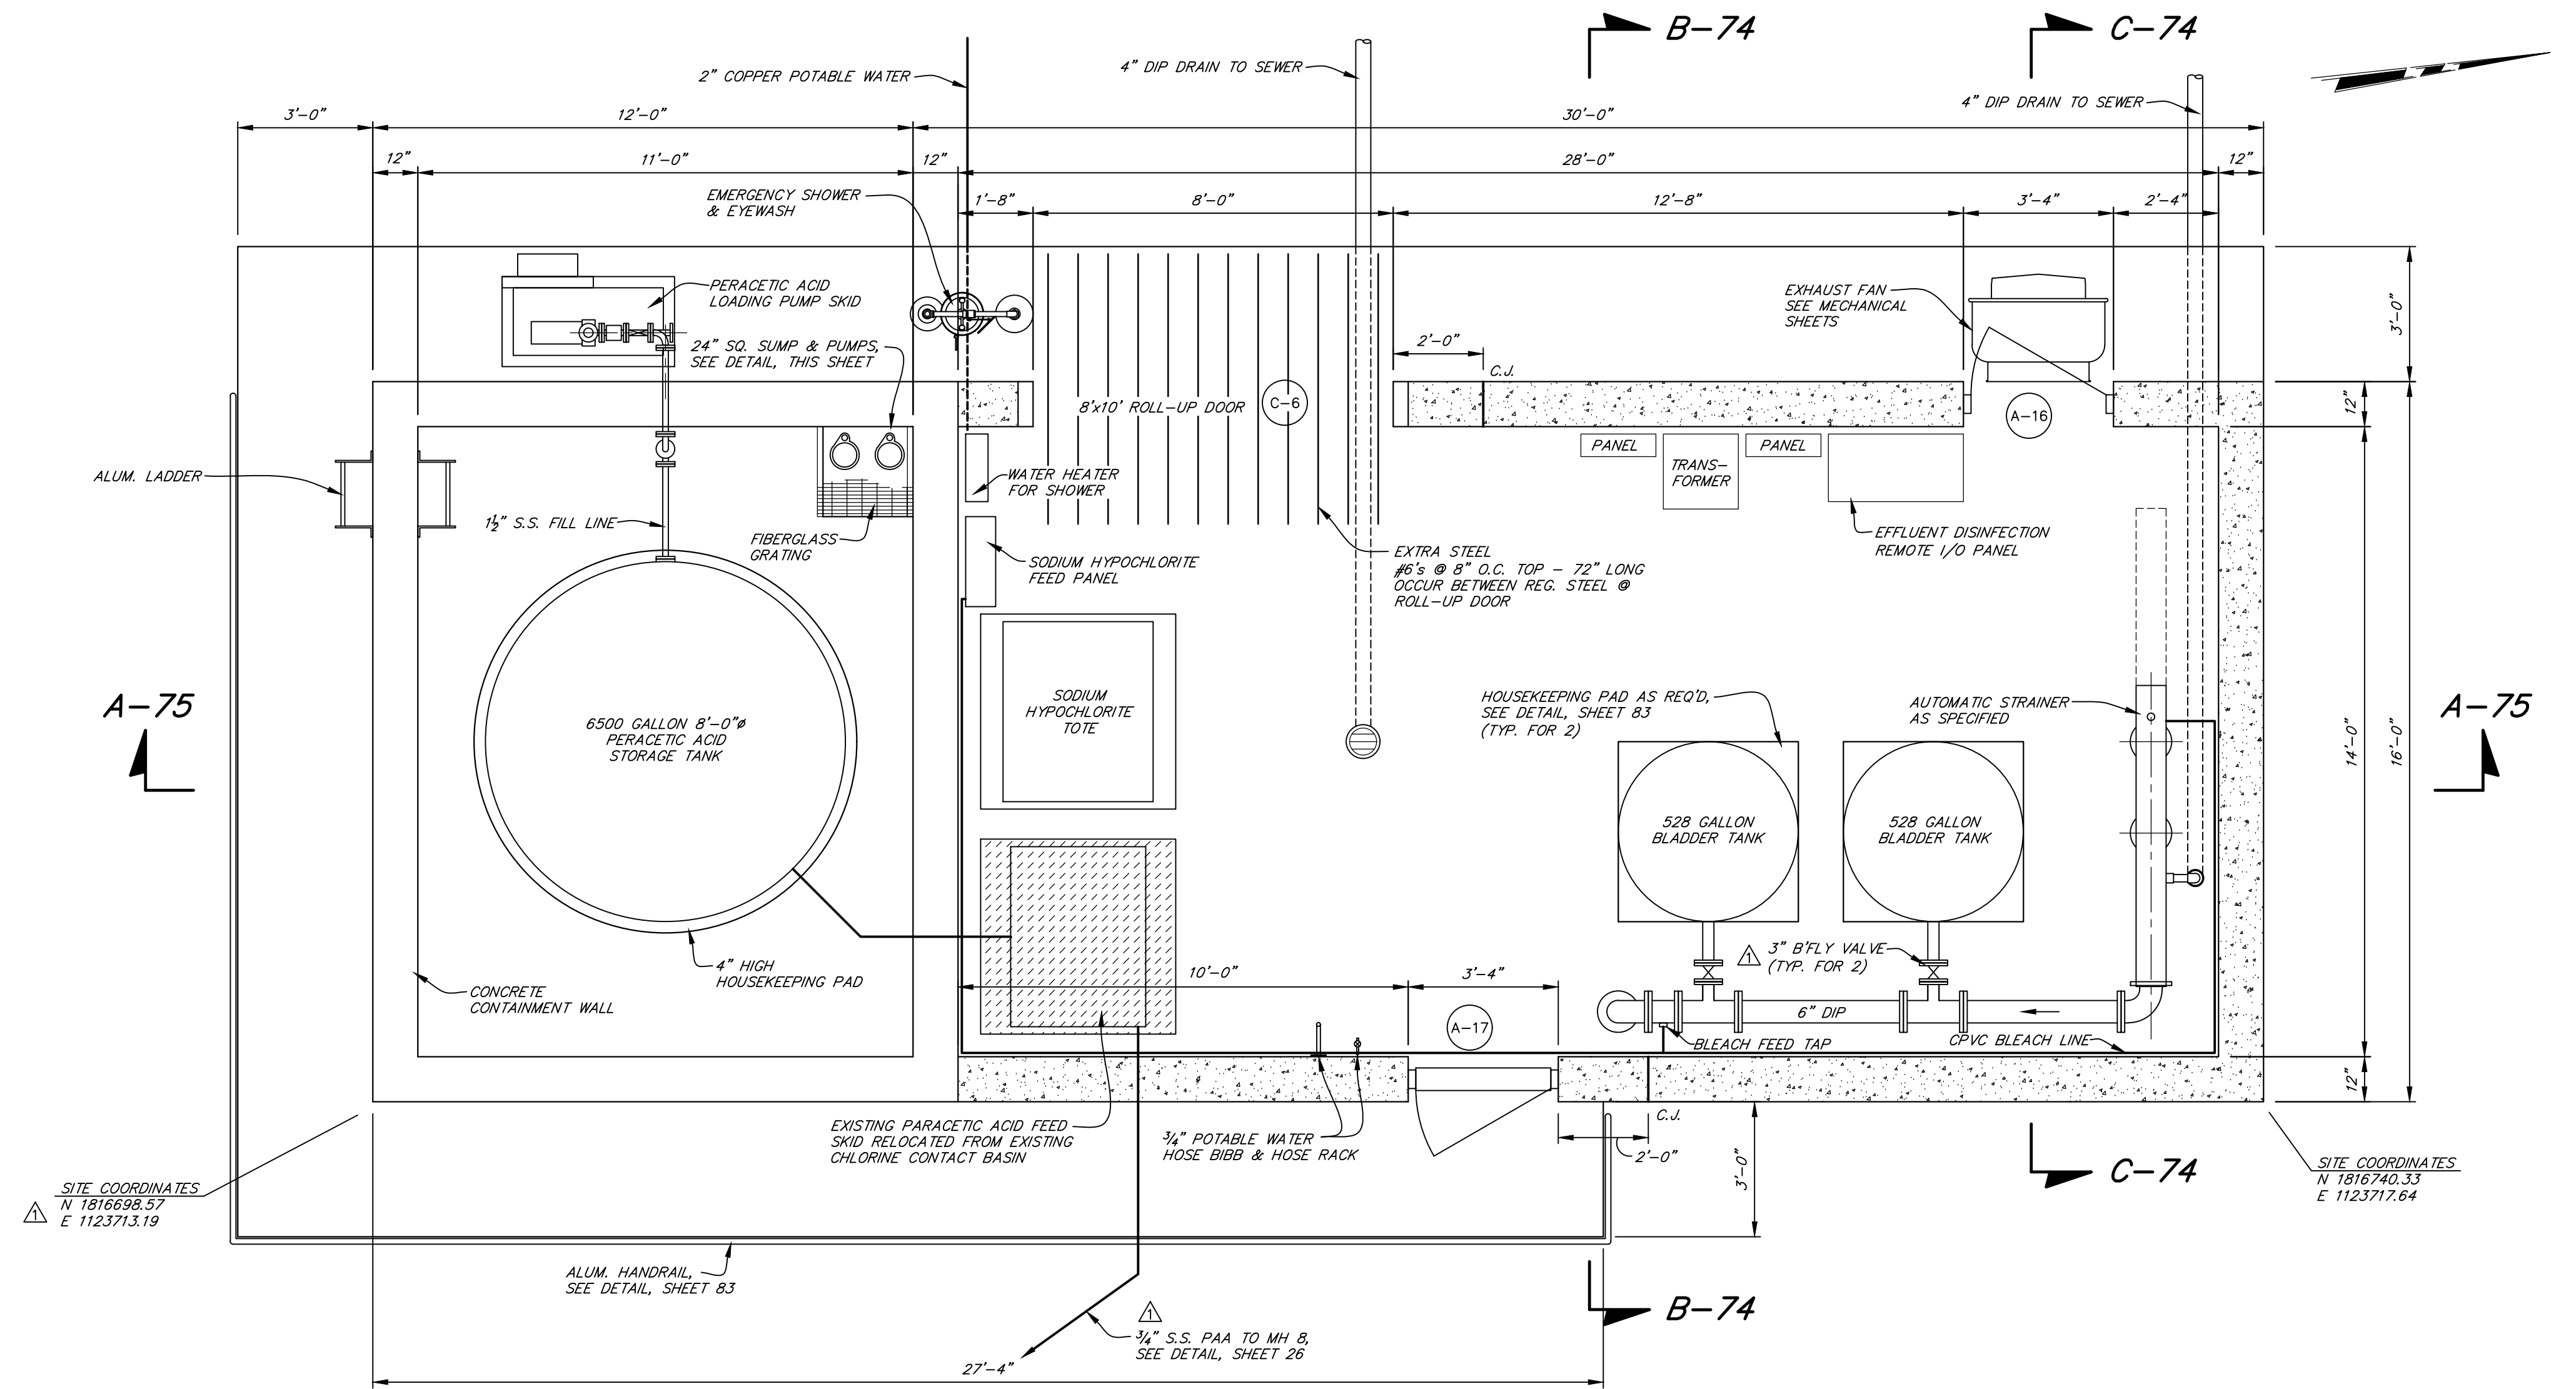 B-74
C-74
2" COPPER POTABLE WATER
4" DIP DRAIN TO SEWER
4" DIP DRAIN TO SEWER
3'-0"
12'-0"
30'-0"
12"
11'-0"
12"
28'-0"
12"
EMERGENCY SHOWER
& EYEWASH
1'-8"
8'-0"
12'-8"
3'-4"
2'-4"
PERACETIC ACID
LOADING PUMP SKID
EXHAUST FAN
SEE MECHANICAL
SHEETS
3'-0"
24" SQ. SUMP & PUMPS,
SEE DETAIL, THIS SHEET
2'-0"
C.J.
8'x10' ROLL-UP DOOR
C-6
A-16
12"
ALUM. LADDER
WATER HEATER
FOR SHOWER
PANEL
TRANS-
FORMER
PANEL
1½" S.S. FILL LINE
FIBERGLASS
GRATING
SODIUM HYPOCHLORITE
FEED PANEL
EXTRA STEEL
#6's @ 8" O.C. TOP - 72" LONG
OCCUR BETWEEN REG. STEEL @
ROLL-UP DOOR
EFFLUENT DISINFECTION
REMOTE I/O PANEL
A-75
6500 GALLON 8'-0"ø
PERACETIC ACID
STORAGE TANK
SODIUM
HYPOCHLORITE
TOTE
HOUSEKEEPING PAD AS REQ'D,
SEE DETAIL, SHEET 83
(TYP. FOR 2)
AUTOMATIC STRAINER
AS SPECIFIED
A-75
14'-0"
16'-0"
528 GALLON
BLADDER TANK
528 GALLON
BLADDER TANK
4" HIGH
HOUSEKEEPING PAD
CONCRETE
CONTAINMENT WALL
10'-0"
3'-4"
1
3" B'FLY VALVE
(TYP. FOR 2)
A-17
6" DIP
BLEACH FEED TAP
CPVC BLEACH LINE
12"
EXISTING PARACETIC ACID FEED
SKID RELOCATED FROM EXISTING
CHLORINE CONTACT BASIN
¾" POTABLE WATER
HOSE BIBB & HOSE RACK
C.J.
2'-0"
3'-0"
C-74
SITE COORDINATES
N 1816698.57
E 1123713.19
1
SITE COORDINATES
N 1816740.33
E 1123717.64
ALUM. HANDRAIL,
SEE DETAIL, SHEET 83
B-74
1
¾" S.S. PAA TO MH 8,
SEE DETAIL, SHEET 26
27'-4"